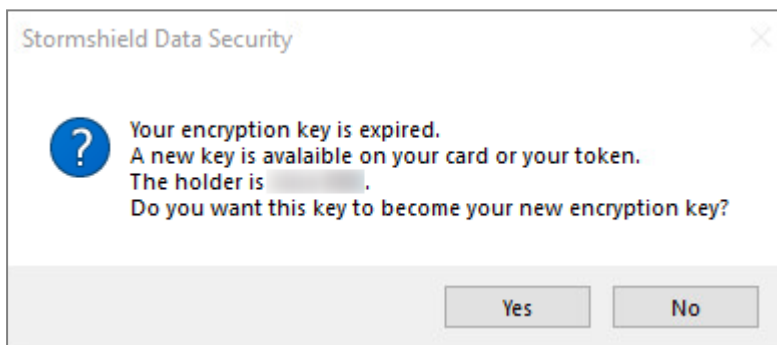 Stormshield Data Security
Your encryption key is expired.
A new key is avalaible on your card or your token.
The holder is .
Do you want this key to become your new encryption key?
Yes
No